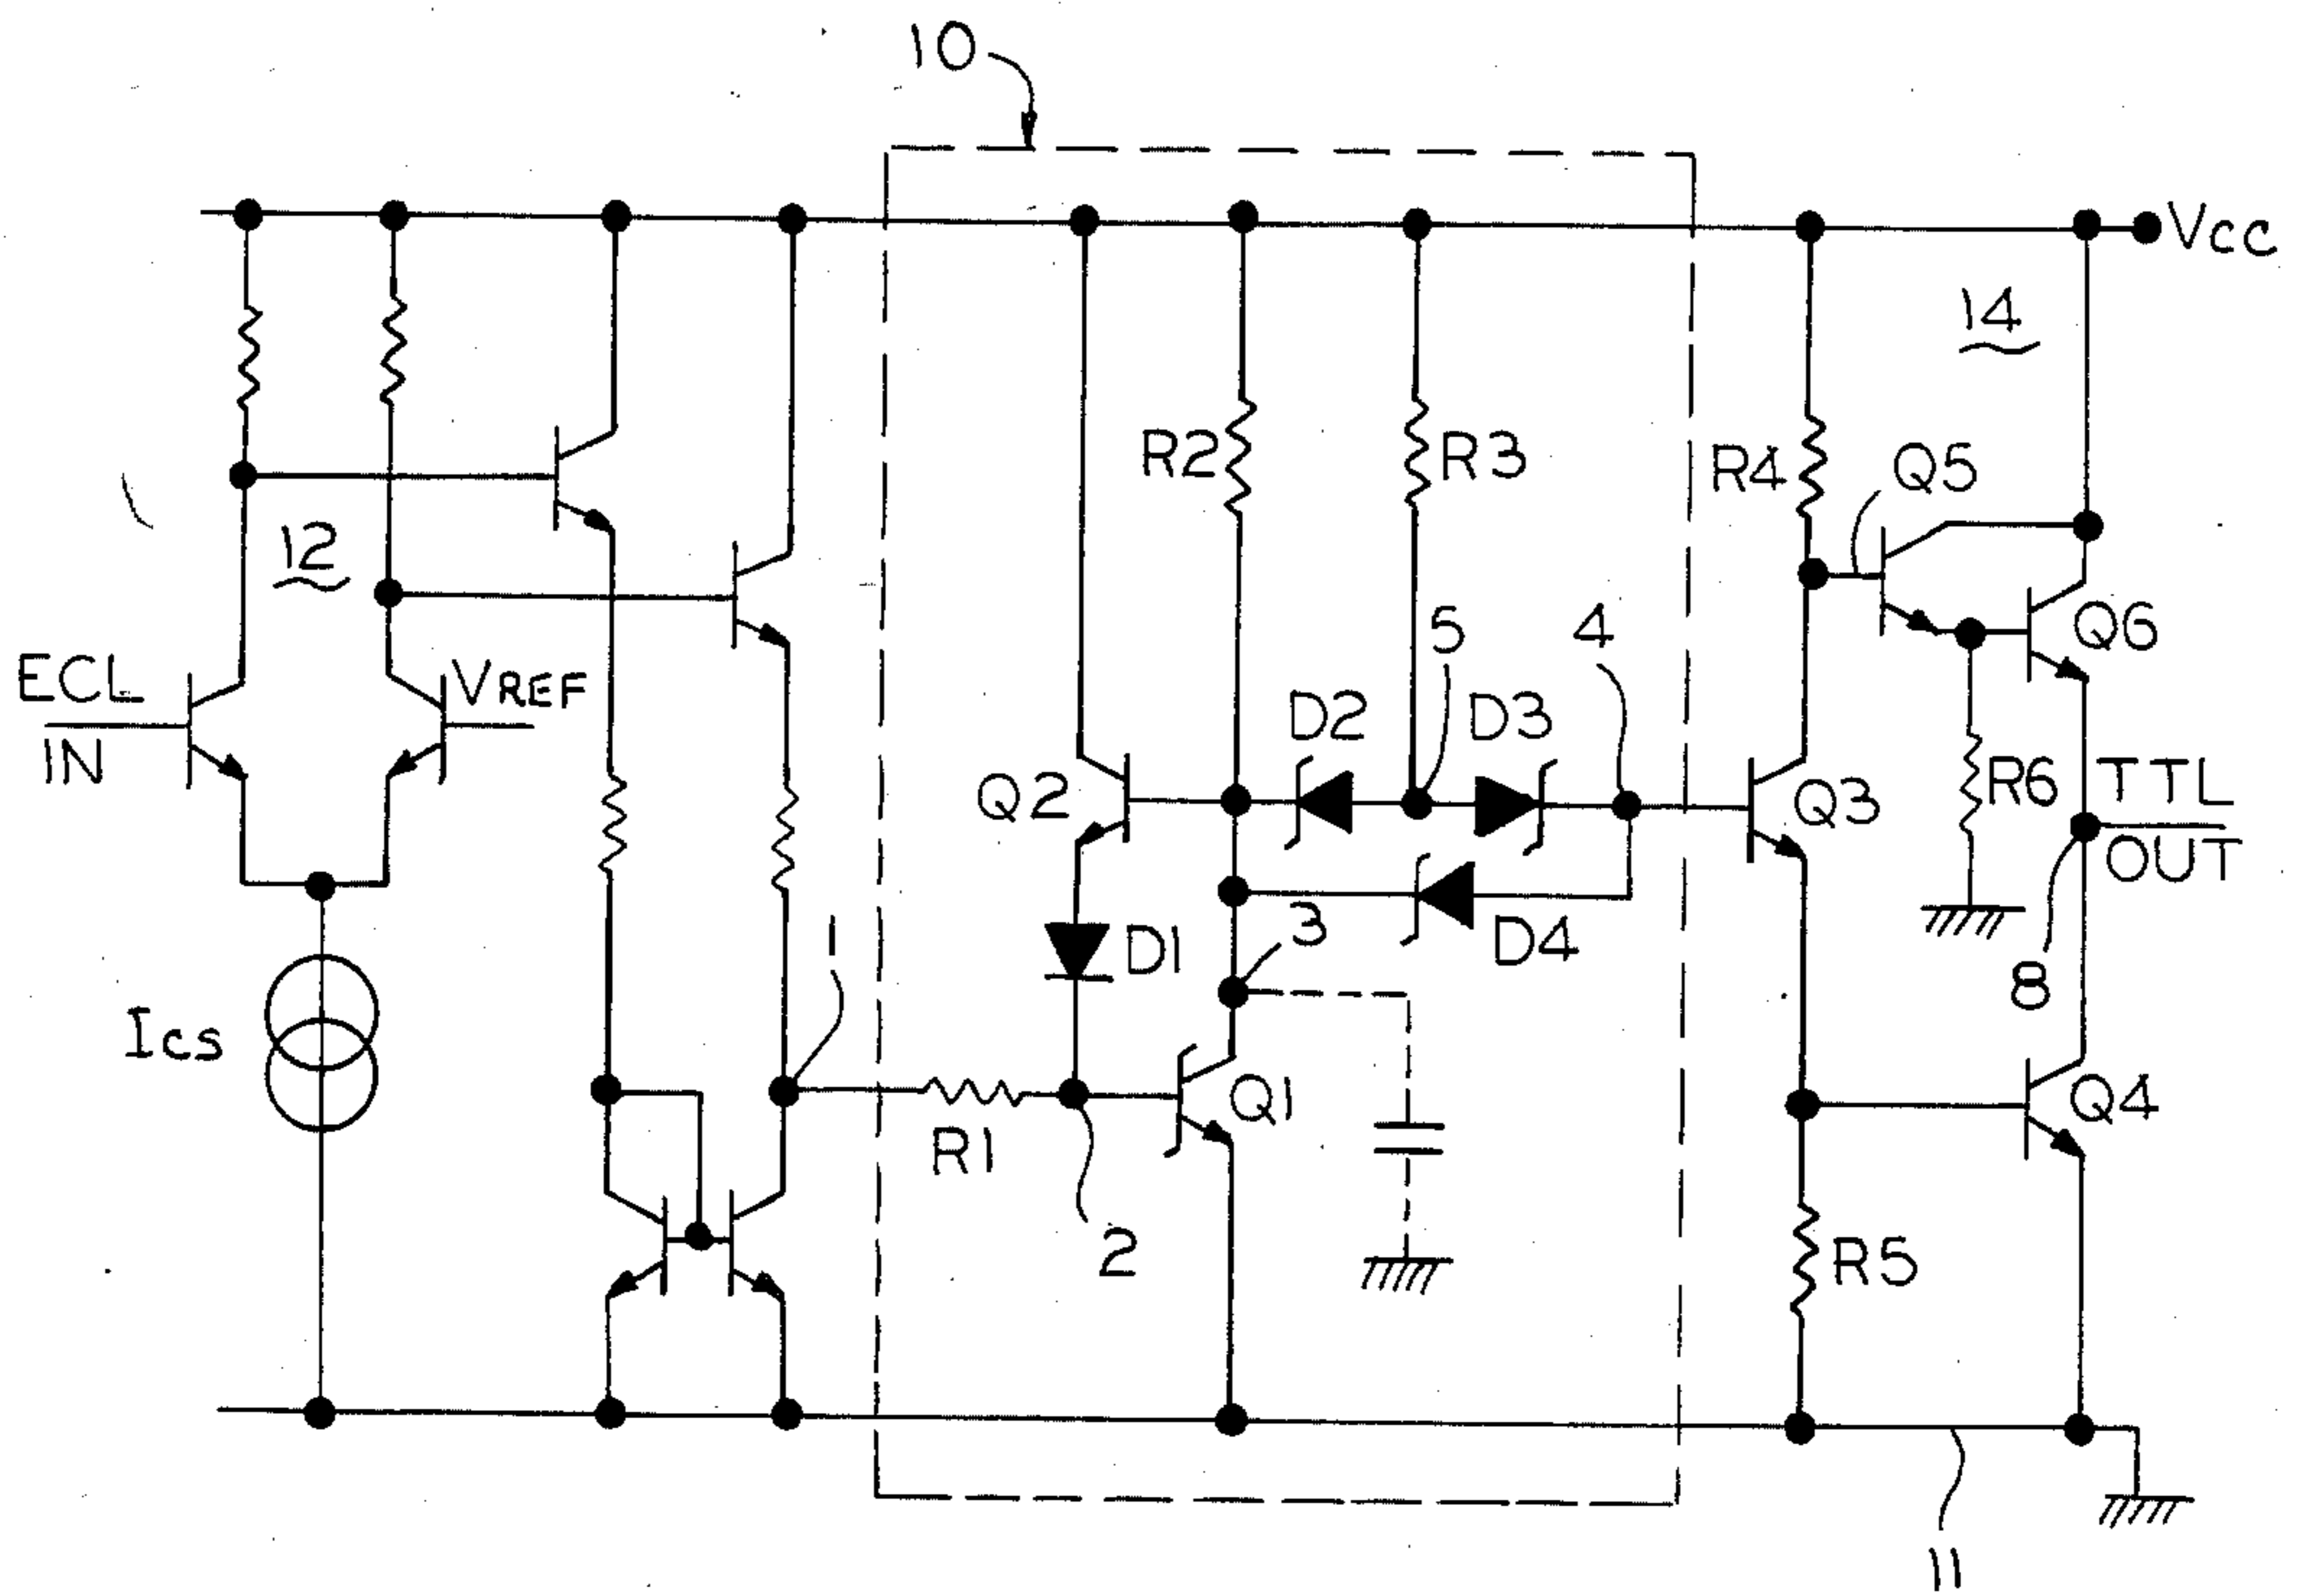 10
Vcc
14
R2
R3
R4
Q5
12
5
4
Q6
ECL
IN
VREF
D2
D3
Q2
Q3
R6
TTL
OUT
1
D1
3
D4
8
Ics
R1
Q1
Q4
2
R5
11